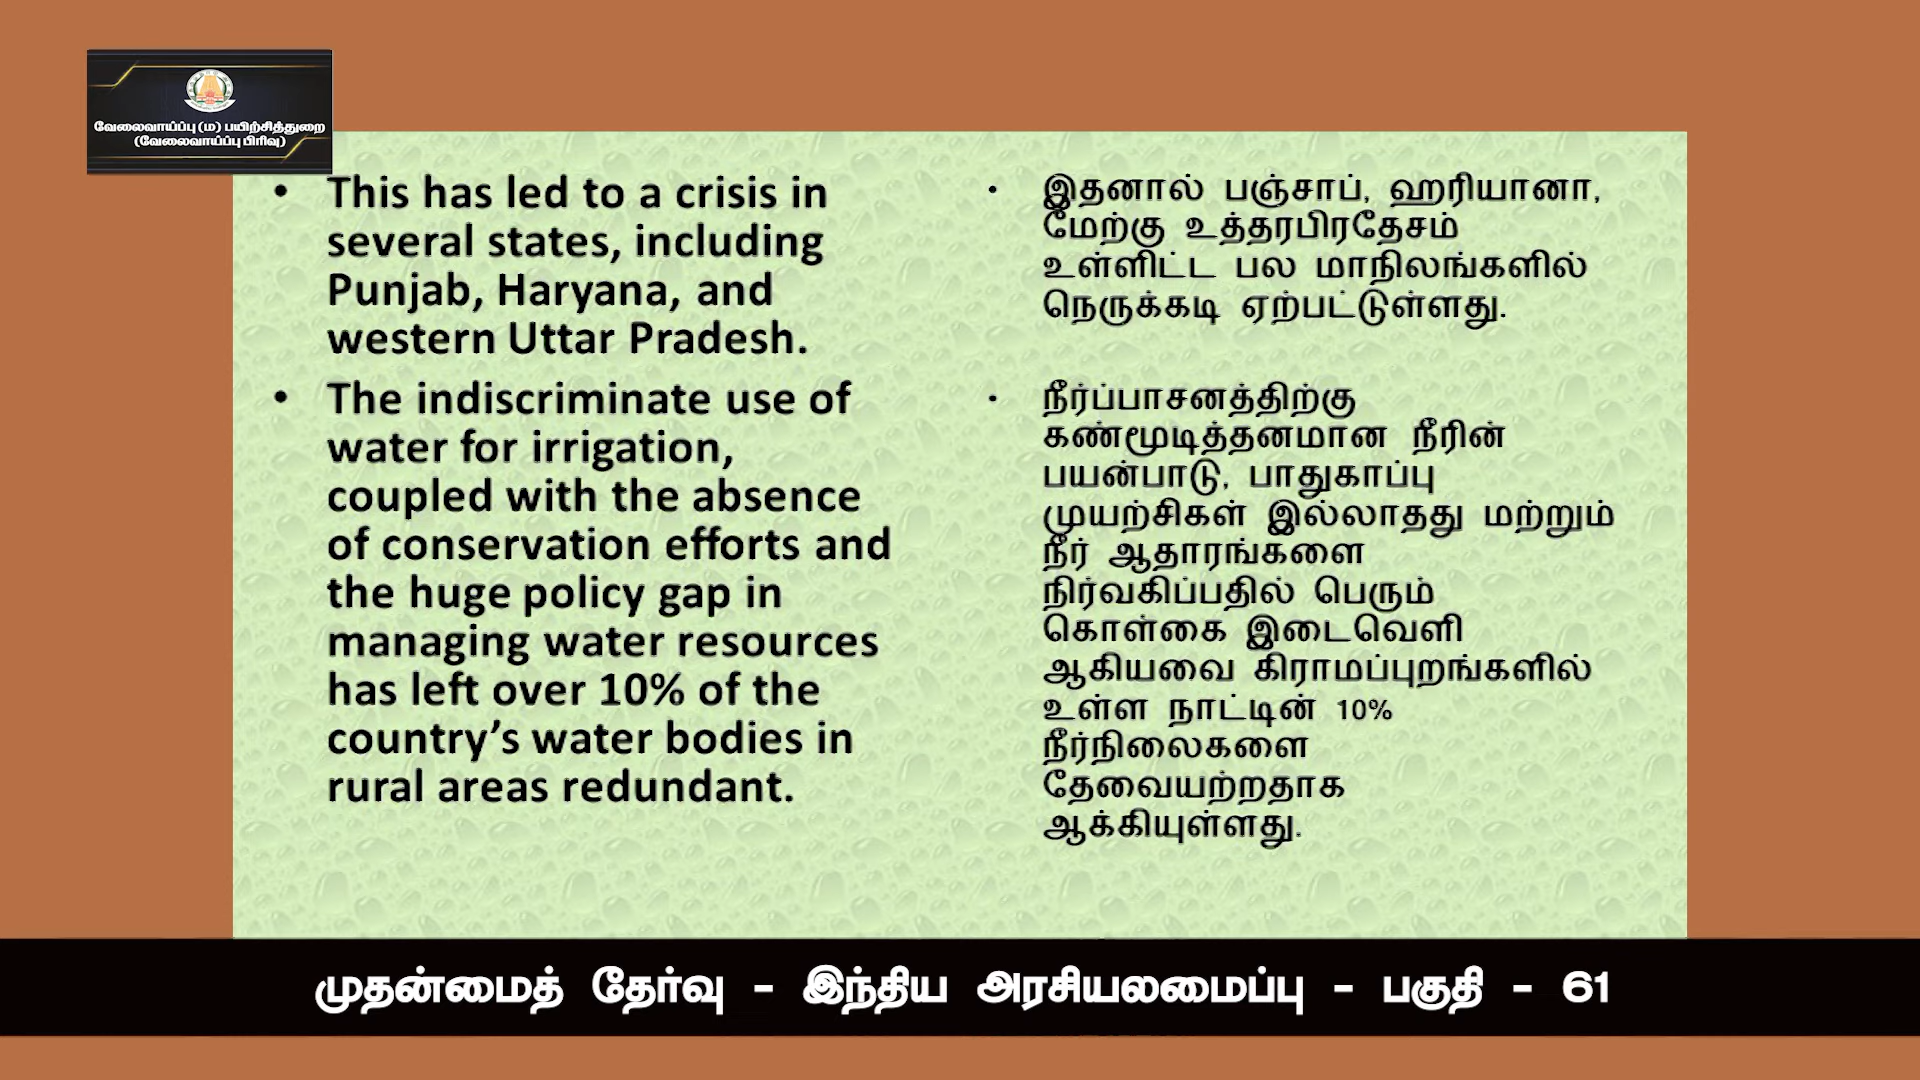 வேலைவாய்ப்பு (ம) பயிற்சித்துறை
(வேலைவாய்ப்பு பிரிவு)
• This has led to a crisis in
several states, including
Punjab, Haryana, and
western Uttar Pradesh.
• The indiscriminate use of
water for irrigation,
coupled with the absence
of conservation efforts and
the huge policy gap in
managing water resources
has left over 10% of the
country’s water bodies in
rural areas redundant.
• இதனால் பஞ்சாப், ஹரியானா,
மேற்கு உத்தரபிரதேசம்
உள்ளிட்ட பல மாநிலங்களில்
நெருக்கடி ஏற்பட்டுள்ளது.
• நீர்ப்பாசனத்திற்கு
கண்மூடித்தனமான நீரின்
பயன்பாடு, பாதுகாப்பு
முயற்சிகள் இல்லாதது மற்றும்
நீர் ஆதாரங்களை
நிர்வகிப்பதில் பெரும்
கொள்கை இடைவெளி
ஆகியவை கிராமப்புறங்களில்
உள்ள நாட்டின் 10%
நீர்நிலைகளை
தேவையற்றதாக
ஆக்கியுள்ளது.
முதன்மைத் தேர்வு - இந்திய அரசியலமைப்பு - பகுதி - 61